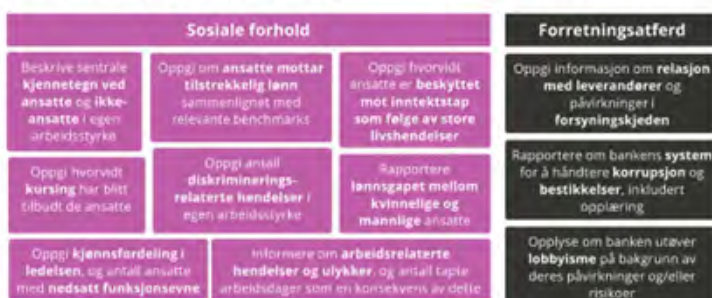 Sosiale forhold
Beskrive sentrale
kjennetegn ved
ansatte og ikke-
ansatte i egen
arbeidsstyrke
Oppgi om ansatte mottar
tilstrekkelig lønn
sammenlignet med
relevante benchmarks
Oppgi hvorvidt
ansatte er beskyttet
mot inntektstap
som følge av store
livshendelser
Oppgi hvorvidt
kursing har blitt
tilbudt de ansatte
Oppgi antall
diskriminerings-
relaterte hendelser i
egen arbeidsstyrke
Rapportere
lønnsgapet mellom
kvinnelige og
mannlige ansatte
Oppgi kjønnsfordeling i
ledelsen, og antall ansatte
med nedsatt funksjonsevne
Informere om arbeidsrelaterte
hendelser og ulykker, og antall tapte
arbeidsdager som en konsekvens av dette
Forretningsatferd
Oppgi informasjon om relasjon
med leverandører og
påvirkninger i
forsyningskjeden
Rapportere om bankens system
for å håndtere korrupsjon og
bestikkelser, inkludert
opplæring
Opplyse om banken utøver
lobbyisme på bakgrunn av
deres påvirkninger og/eller
risikoer